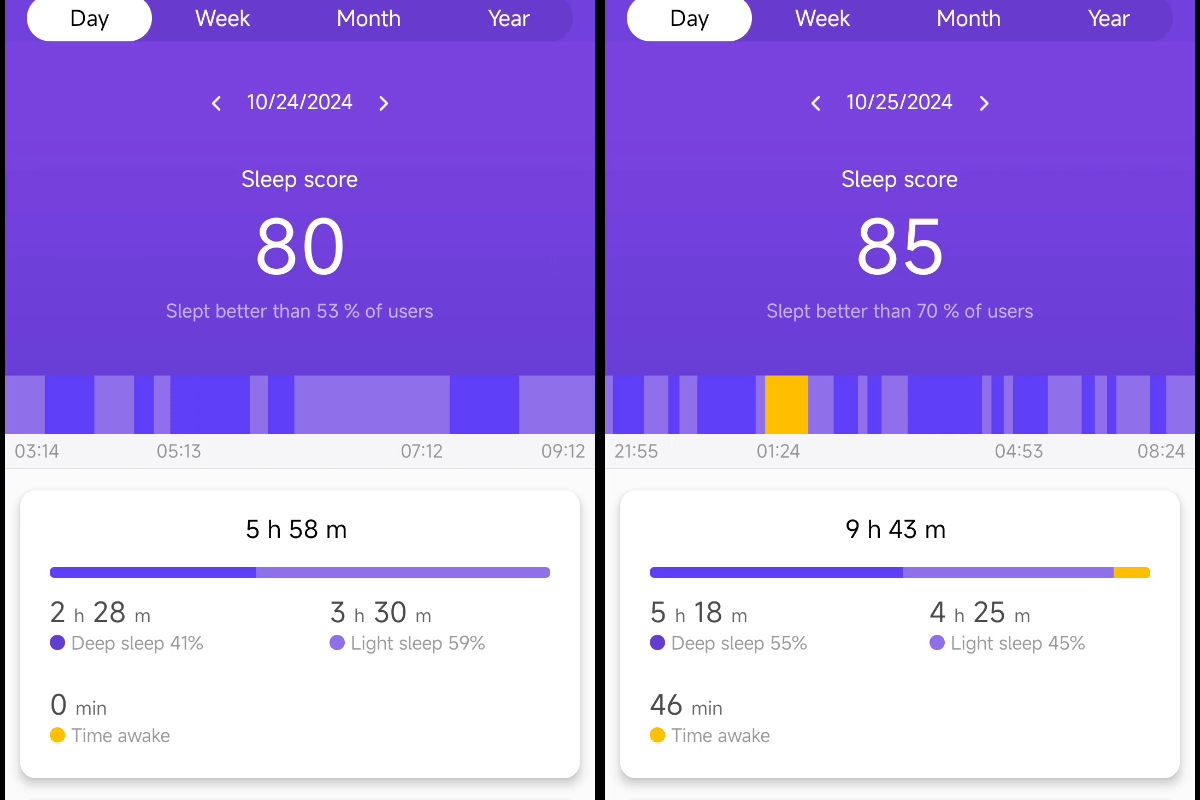 Day Week Month Year
10/24/2024
Sleep score
80
Slept better than 53 % of users
03:14 05:13 07:12 09:12
5 h 58 m
2 h 28 m 3 h 30 m
Deep sleep 41% Light sleep 59%
0 min
Time awake
Day Week Month Year
10/25/2024
Sleep score
85
Slept better than 70 % of users
21:55 01:24 04:53 08:24
9 h 43 m
5 h 18 m 4 h 25 m
Deep sleep 55% Light sleep 45%
46 min
Time awake